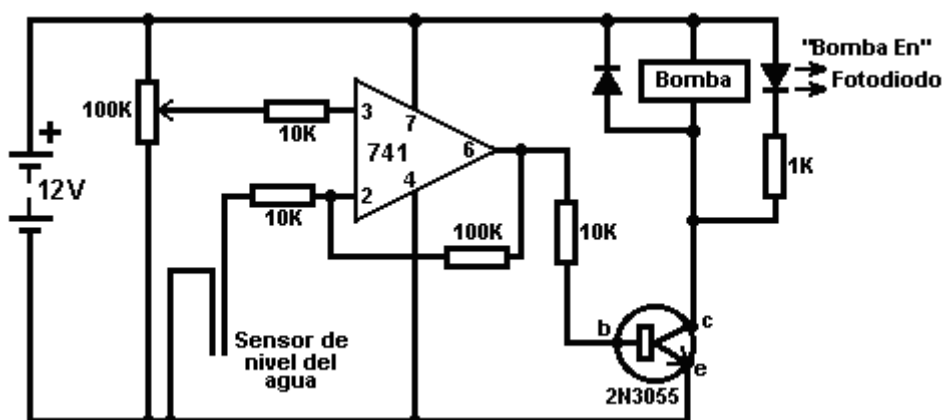 "Bomba En"
Fotodiodo
Bomba
100K
10K
3
7
741
6
1K
12V
+
10K
2
4
100K
10K
Sensor de
nivel del
agua
b
c
e
2N3055